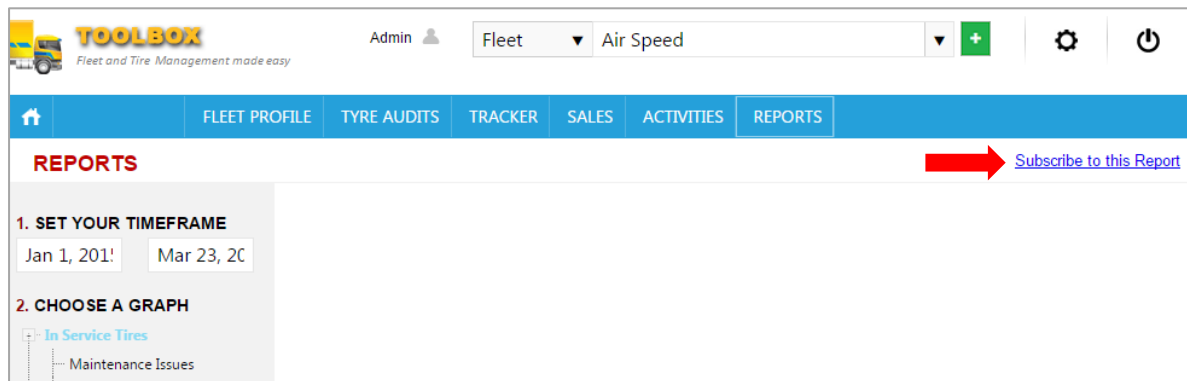 TOOLBOX
Fleet and Tire Management made easy
Admin
Fleet
Air Speed
FLEET PROFILE
TYRE AUDITS
TRACKER
SALES
ACTIVITIES
REPORTS
REPORTS
Subscribe to this Report
1. SET YOUR TIMEFRAME
Jan 1, 201
Mar 23, 20
2. CHOOSE A GRAPH
In Service Tires
Maintenance Issues